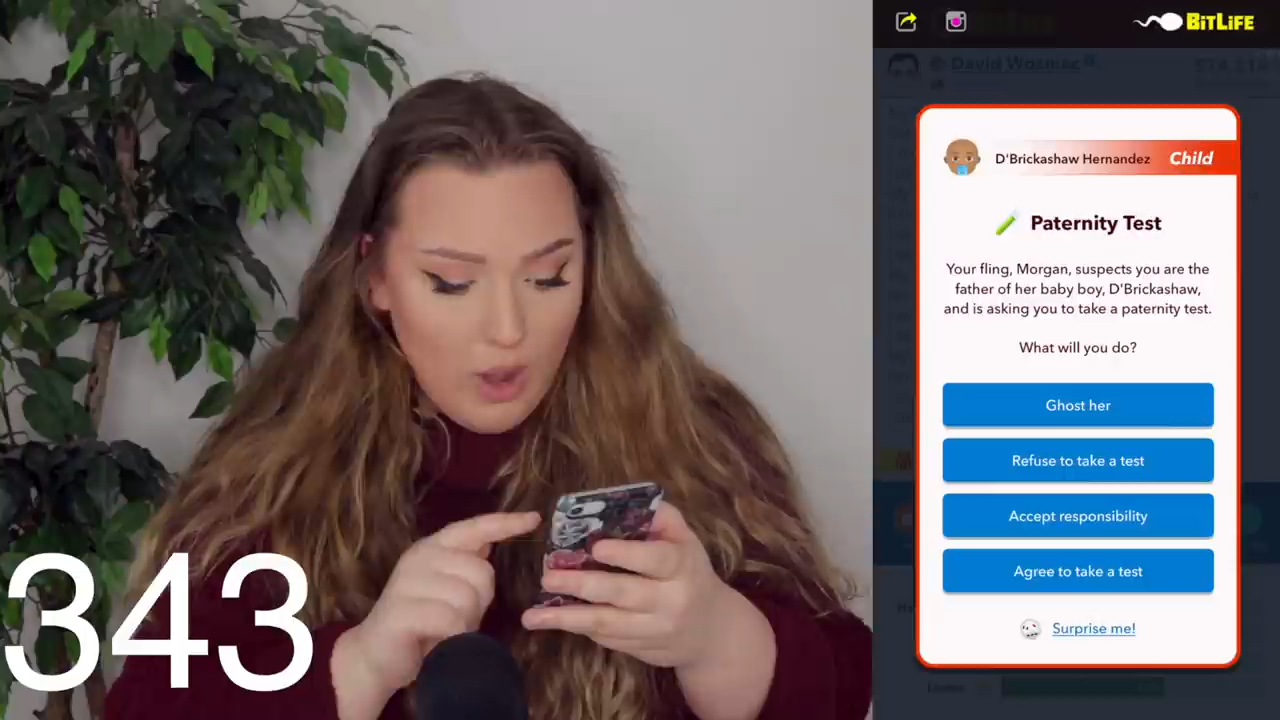 BitLife
David Wosniac
D'Brickashaw Hernandez
Child
Paternity Test
Your fling, Morgan, suspects you are the
father of her baby boy, D'Brickashaw,
and is asking you to take a paternity test.
What will you do?
Ghost her
Refuse to take a test
Accept responsibility
Agree to take a test
Surprise me!
343